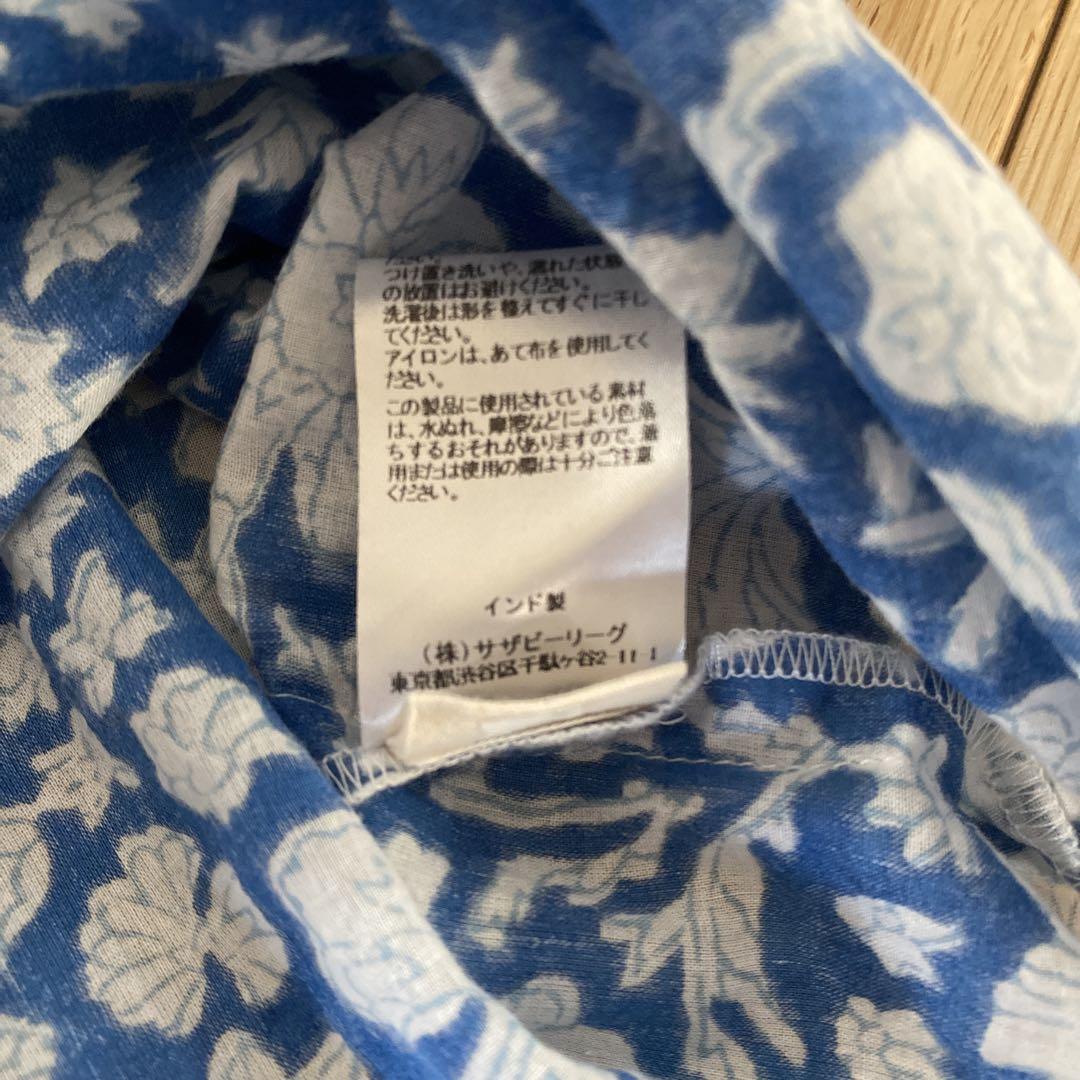 ださい。
つけ置き洗いや、濡れた状態
の放置はお避けください。
洗濯後は形を整えてすぐに干し
てください。
アイロンは、あて布を使用してく
ださい。
この製品に使用されている素材
は、水ぬれ、摩擦などにより色落
ちするおそれがありますので、着
用または使用の際は十分ご注意
ください。
インド製
(株)サザビーリーグ
東京都渋谷区千駄ヶ谷2-11-1